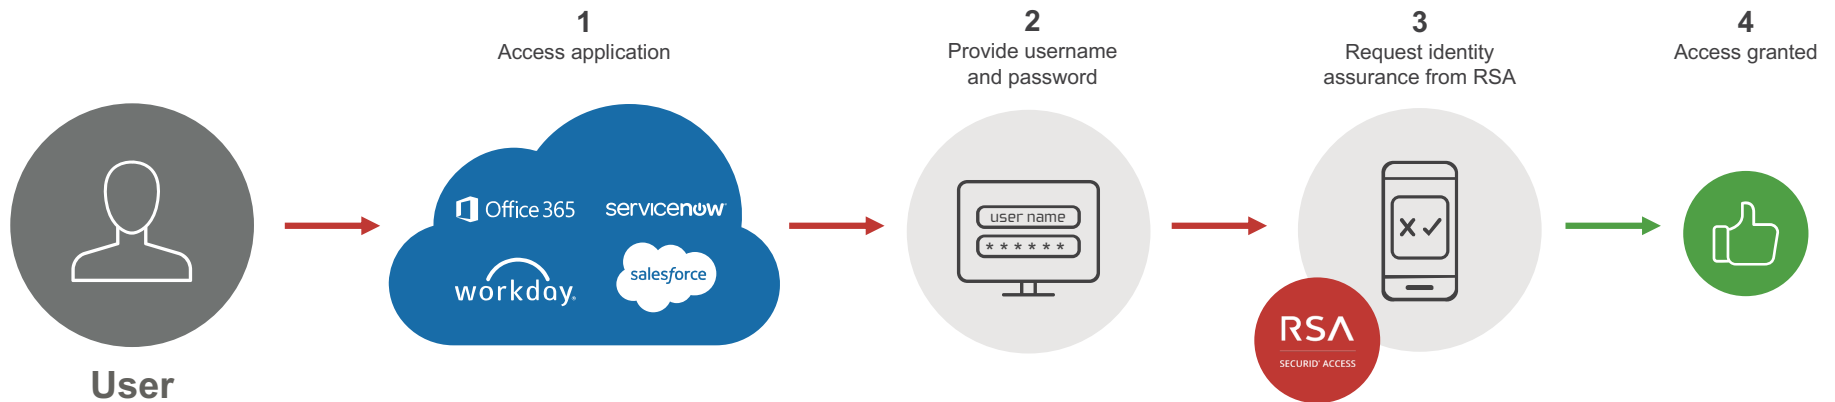 1
Access application
2
Provide username
and password
3
Request identity
assurance from RSA
4
Access granted
Office 365
servicenow
workday.
salesforce
user name
* * * * * *
RSA
SECURID' ACCESS
User